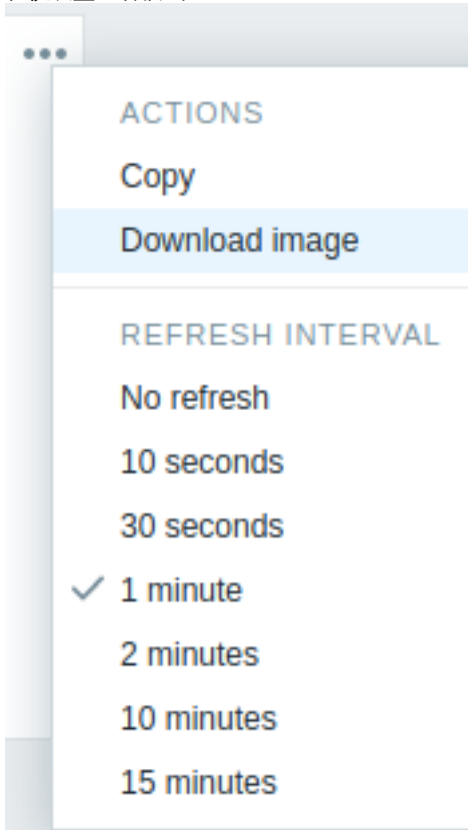 ACTIONS
Copy
Download image
REFRESH INTERVAL
No refresh
10 seconds
30 seconds
1 minute
2 minutes
10 minutes
15 minutes